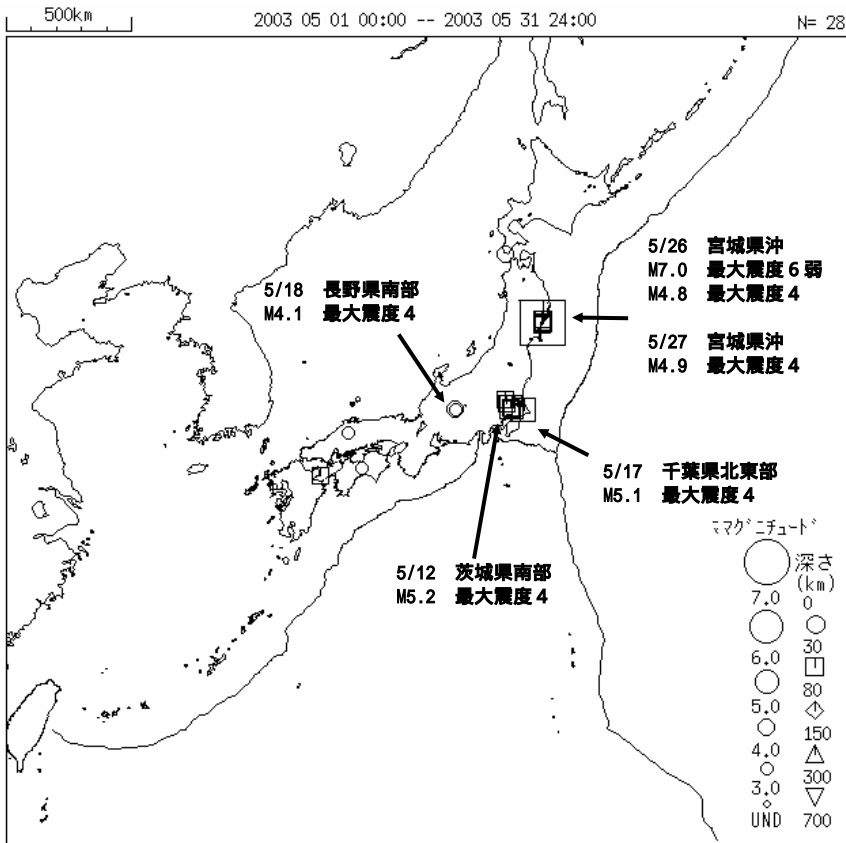 500km
2003 05 01 00:00 -- 2003 05 31 24:00
N= 28
5/26 宮城県沖
M7.0 最大震度６弱
M4.8 最大震度４
5/27 宮城県沖
M4.9 最大震度４
5/18 長野県南部
M4.1 最大震度４
5/17 千葉県北東部
M5.1 最大震度４
5/12 茨城県南部
M5.2 最大震度４
ママグニチュード
深さ
(km)
7.0
0
6.0
30
5.0
80
4.0
150
3.0
300
UND
700